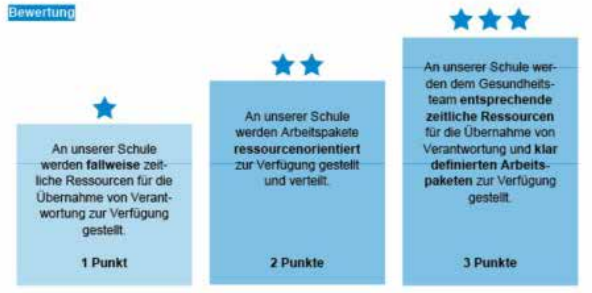 Bewertung
An unserer Schule
werden fallweise zeit-
liche Ressourcen für die
Übernahme von Verant-
wortung zur Verfügung
gestellt.
1 Punkt
An unserer Schule
werden Arbeitspakete
ressourcenorientiert
zur Verfügung gestellt
und verteilt.
2 Punkte
An unserer Schule wer-
den dem Gesundheits-
team entsprechende
zeitliche Ressourcen
für die Übernahme von
Verantwortung und klar
definierten Arbeits-
paketen zur Verfügung
gestellt.
3 Punkte